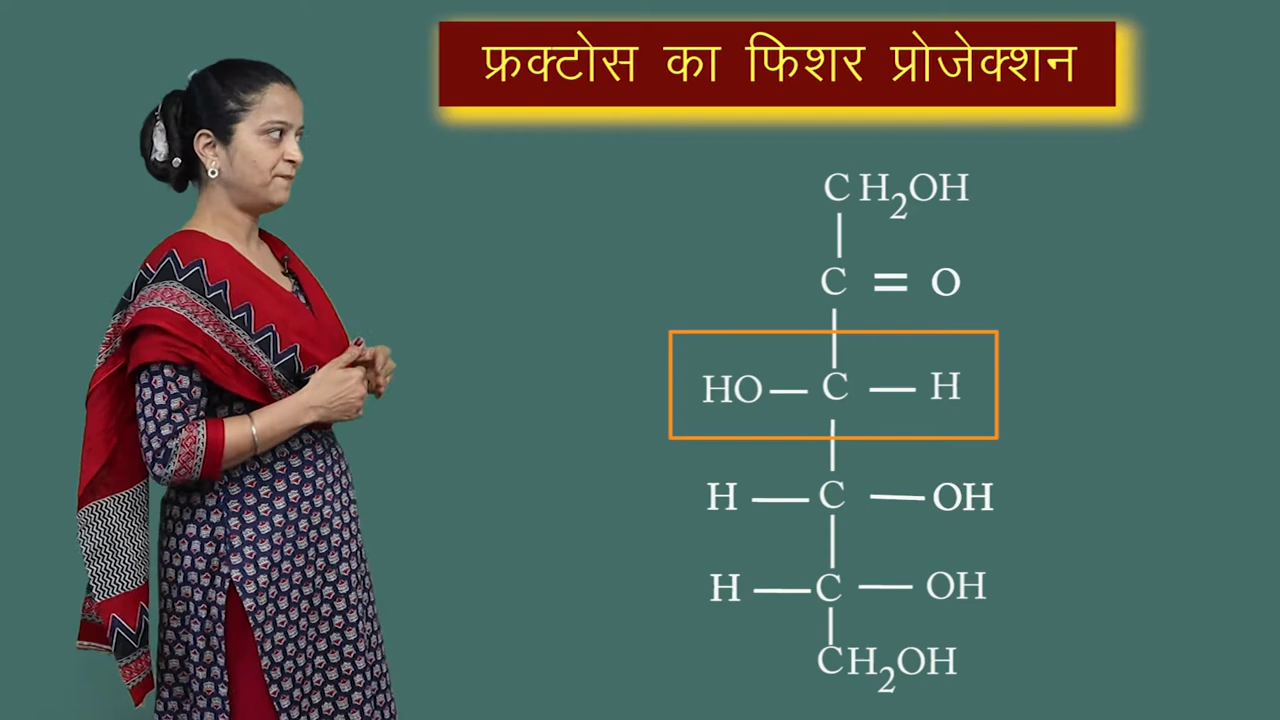 फ्रक्टोस का फिशर प्रोजेक्शन
CH₂OH
C = O
HO — C — H
H — C — OH
H — C — OH
CH₂OH